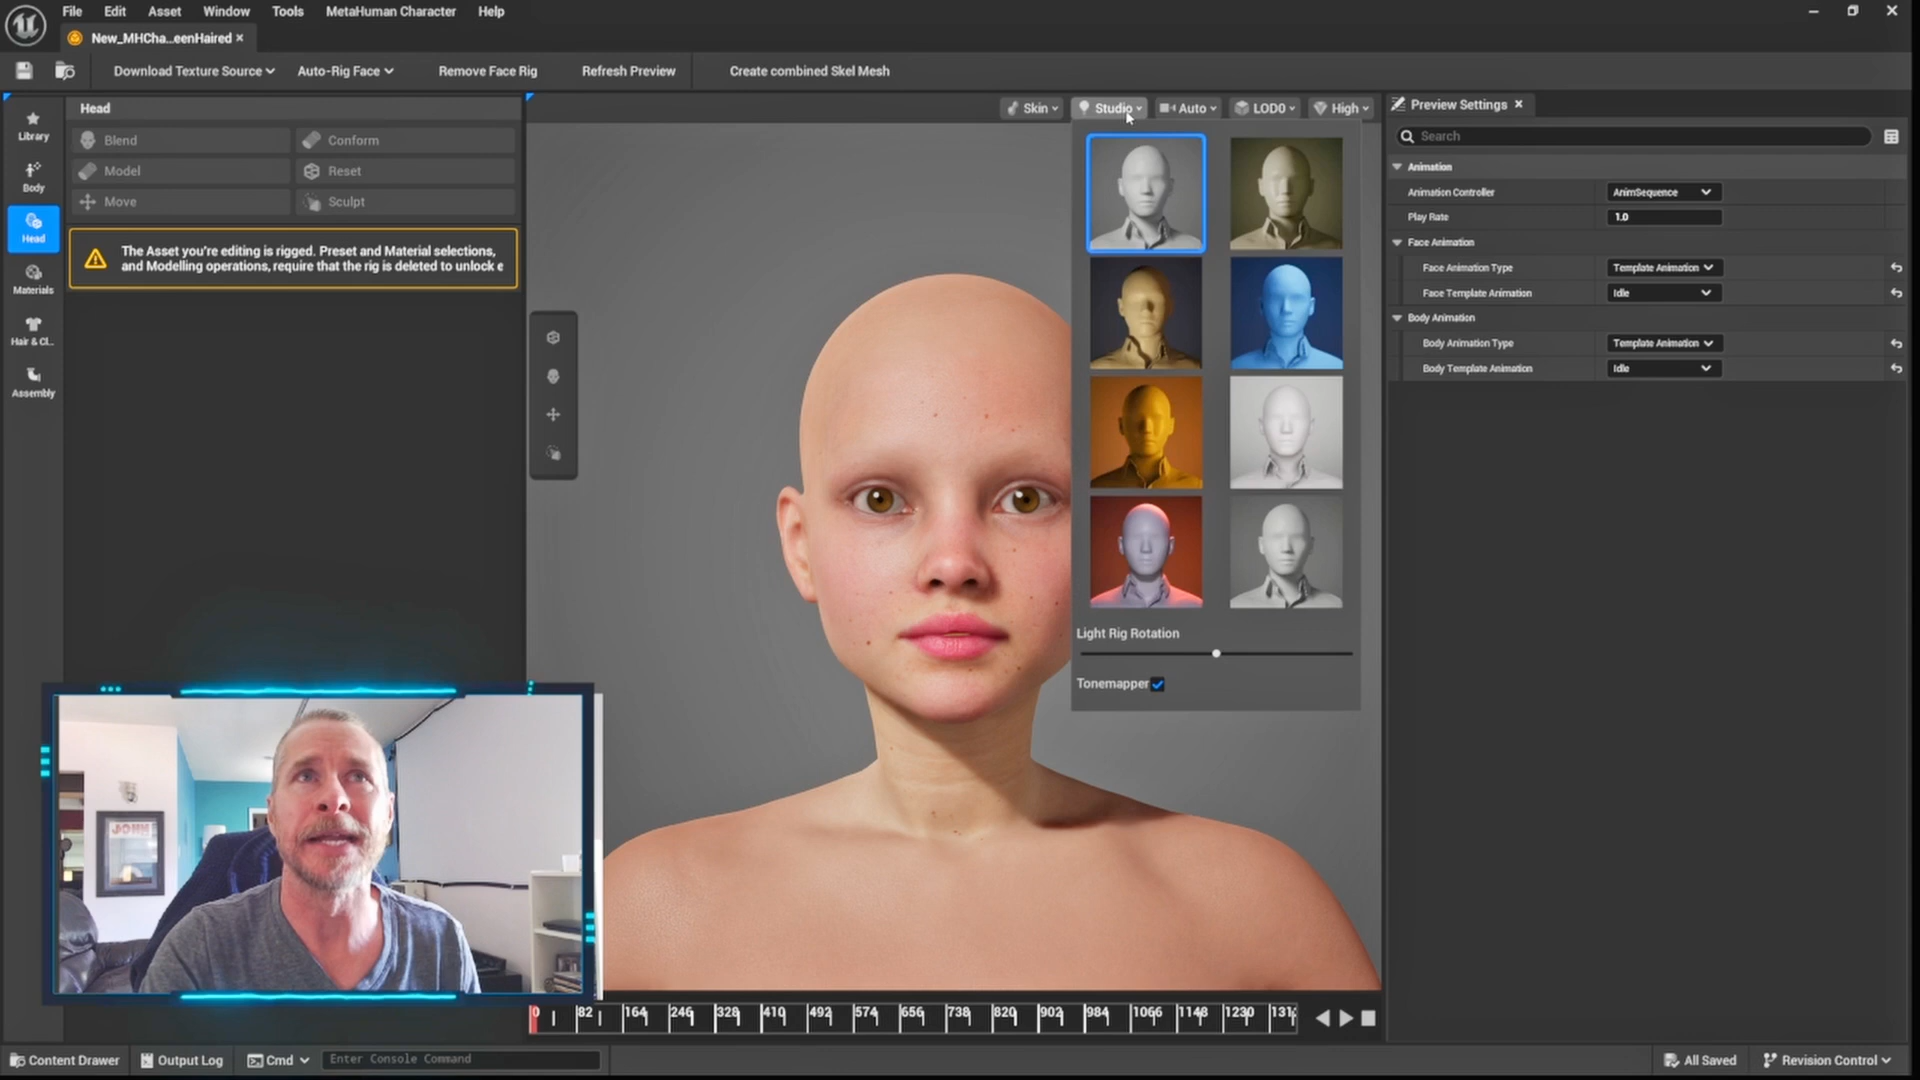 File Edit Asset Window Tools MetaHuman Character Help
New_MHCha...eenHaired
Download Texture Source Auto-Rig Face Remove Face Rig Refresh Preview Create combined Skel Mesh
Library
Body
Head
Materials
Hair & Cl...
Assembly
Head
Blend Conform
Model Reset
Move Sculpt
The Asset you're editing is rigged. Preset and Material selections,
and Modelling operations, require that the rig is deleted to unlock e
Skin Studio Auto LOD0 High
Light Rig Rotation
Tonemapper
Preview Settings
Search
Animation
Animation Controller AnimSequence
Play Rate 1.0
Face Animation
Face Animation Type Template Animation
Face Template Animation Idle
Body Animation
Body Animation Type Template Animation
Body Template Animation Idle
JOHN
0 82 164 246 328 410 492 574 656 738 820 902 984 1066 1148 1230 131
Content Drawer Output Log Cmd Enter Console Command All Saved Revision Control